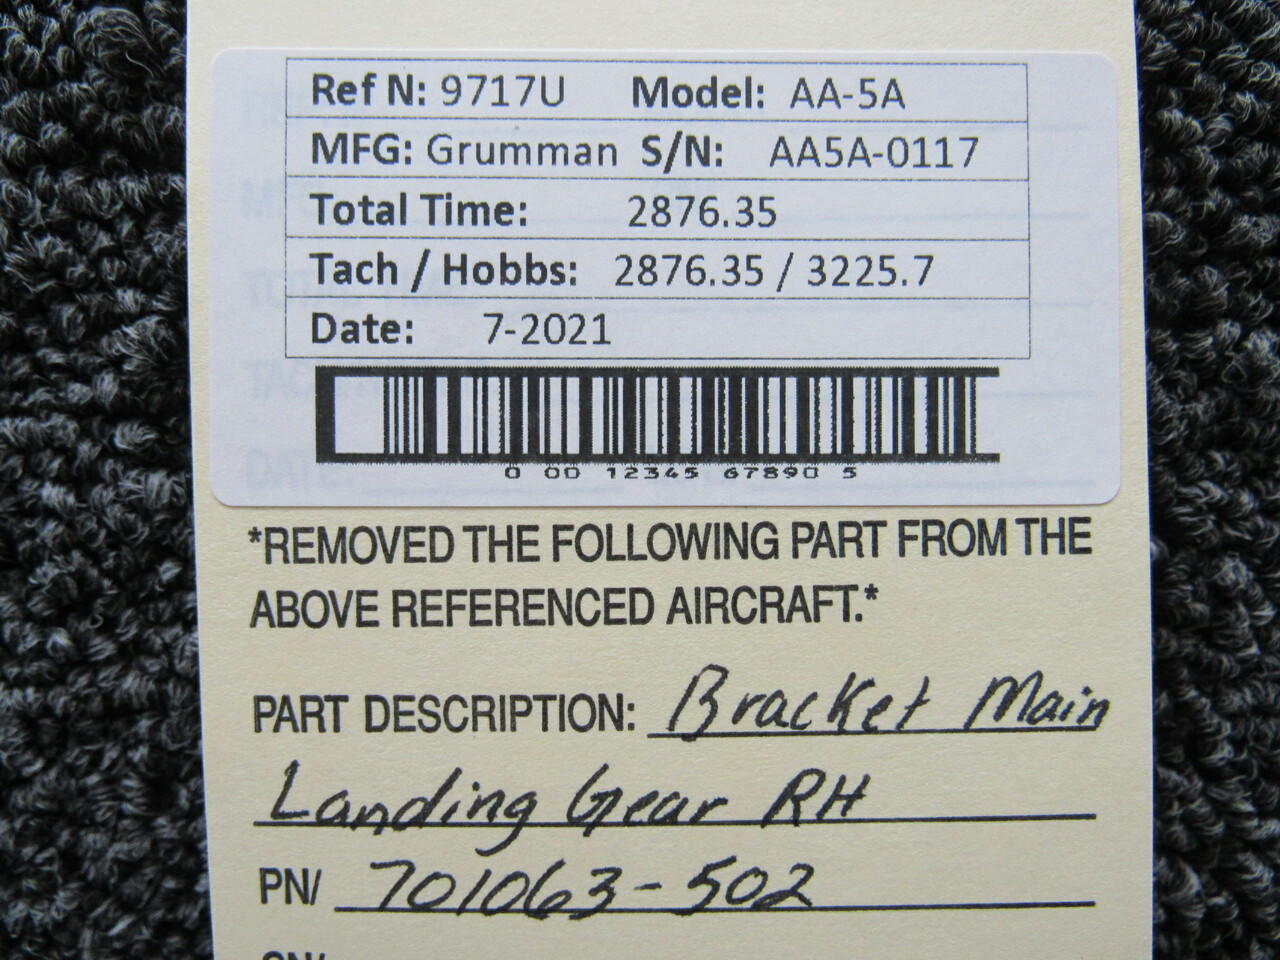 Ref N: 9717U Model: AA-5A
MFG: Grumman S/N: AA5A-0117
Total Time: 2876.35
Tach / Hobbs: 2876.35 / 3225.7
Date: 7-2021
0 00 12345 67890 5
*REMOVED THE FOLLOWING PART FROM THE
ABOVE REFERENCED AIRCRAFT.*
PART DESCRIPTION: Bracket Main
Landing Gear RH
PN/ 701063-502